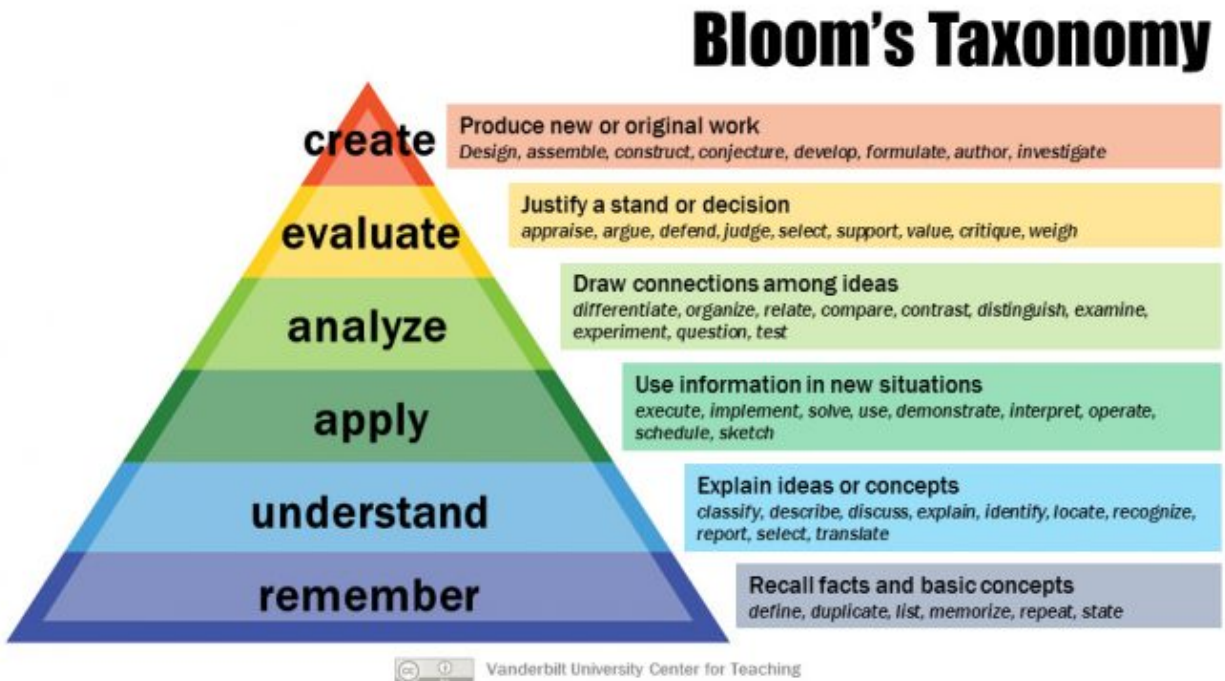 Bloom's Taxonomy
create
Produce new or original work
Design, assemble, construct, conjecture, develop, formulate, author, investigate
evaluate
Justify a stand or decision
appraise, argue, defend, judge, select, support, value, critique, weigh
analyze
Draw connections among ideas
differentiate, organize, relate, compare, contrast, distinguish, examine,
experiment, question, test
apply
Use information in new situations
execute, implement, solve, use, demonstrate, interpret, operate,
schedule, sketch
understand
Explain ideas or concepts
classify, describe, discuss, explain, identify, locate, recognize,
report, select, translate
remember
Recall facts and basic concepts
define, duplicate, list, memorize, repeat, state
cc
Vanderbilt University Center for Teaching